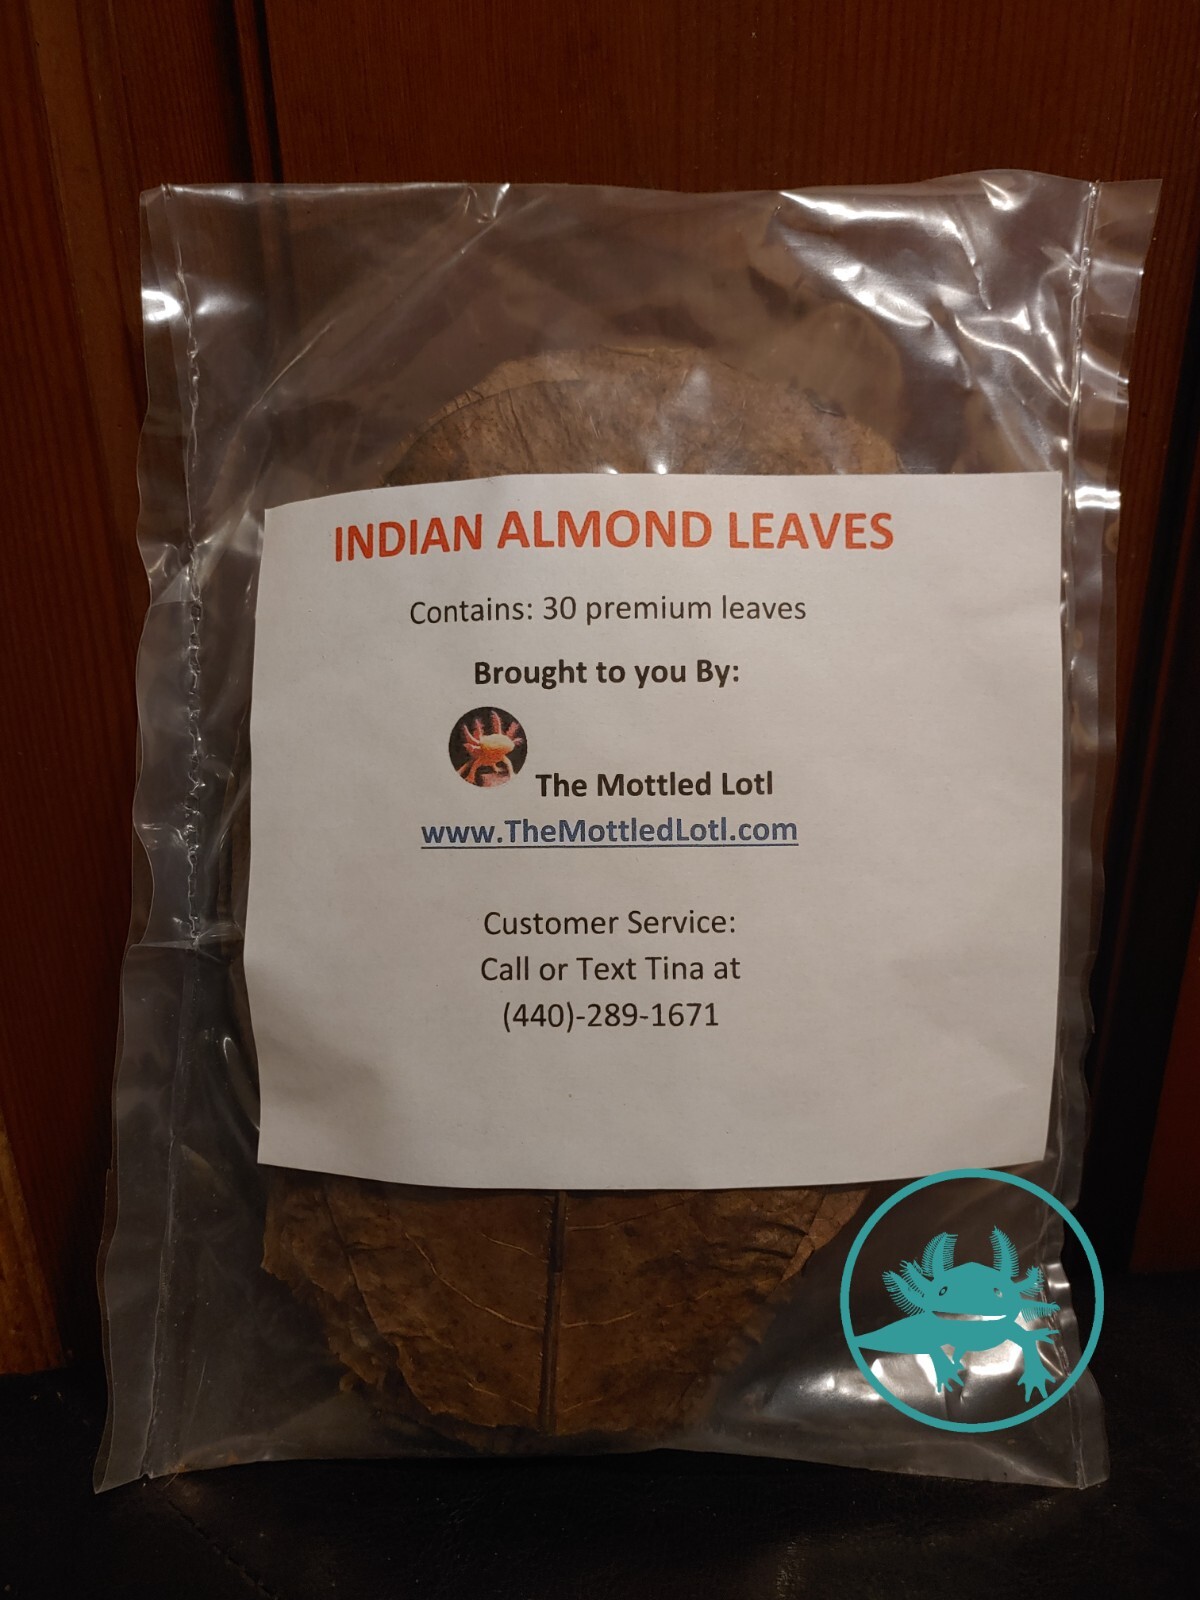 INDIAN ALMOND LEAVES
Contains: 30 premium leaves
Brought to you By:
The Mottled Lotl
www.TheMottledLotl.com
Customer Service:
Call or Text Tina at
(440)-289-1671